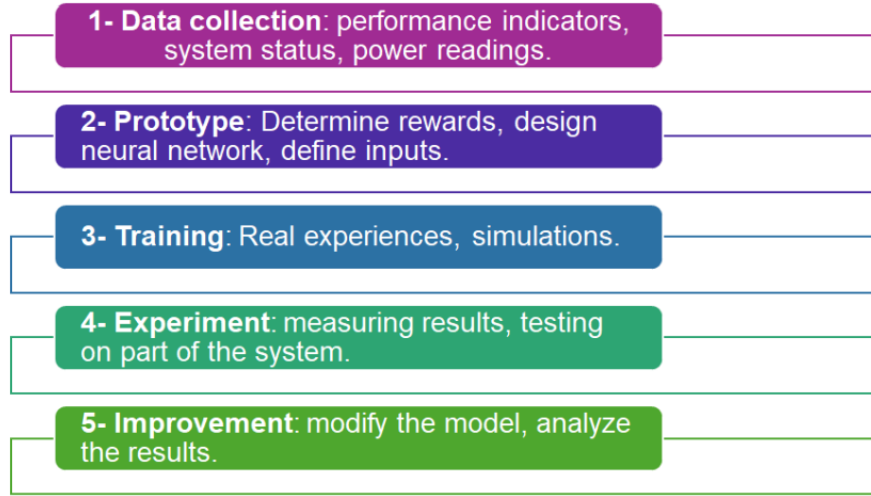 1- Data collection: performance indicators,
system status, power readings.
2- Prototype: Determine rewards, design
neural network, define inputs.
3- Training: Real experiences, simulations.
4- Experiment: measuring results, testing
on part of the system.
5- Improvement: modify the model, analyze
the results.